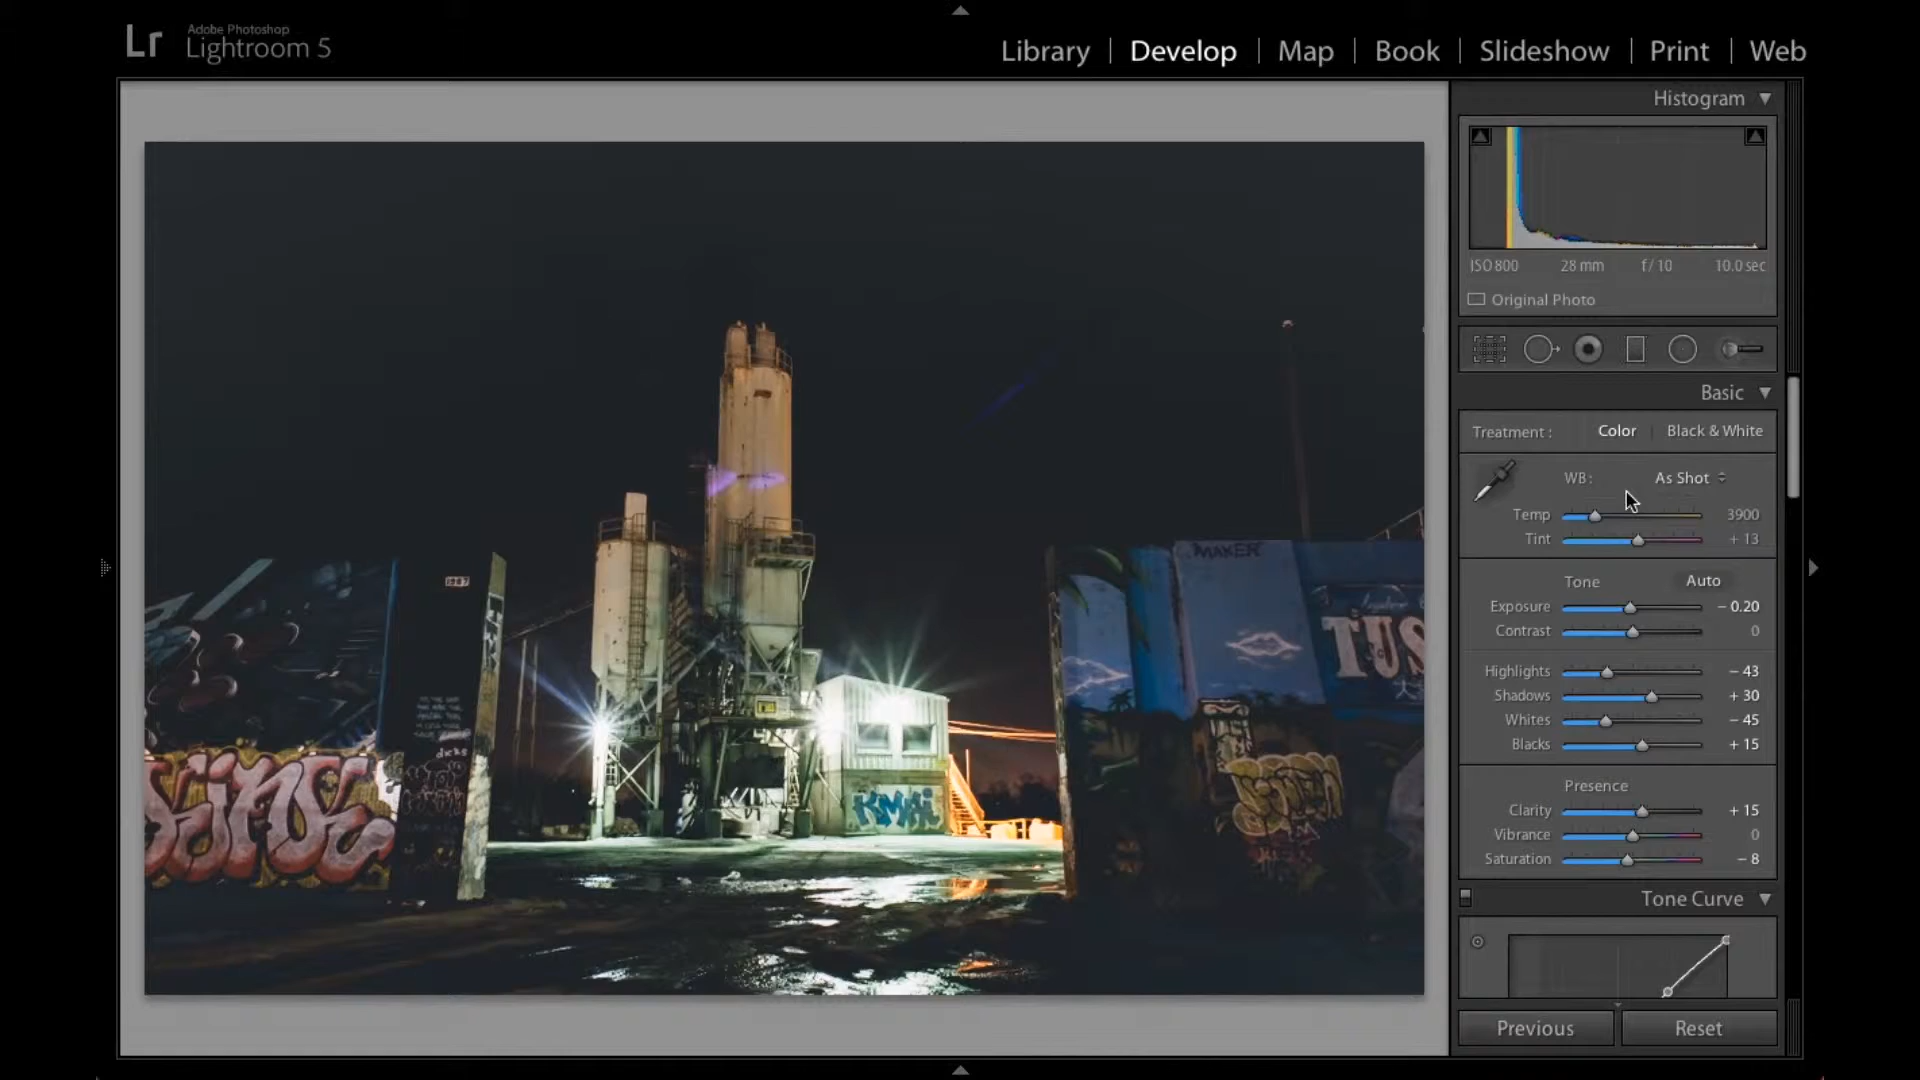 Lr
Adobe Photoshop
Lightroom 5
Library | Develop | Map | Book | Slideshow | Print | Web
Histogram
ISO 800 28 mm f / 10 10.0 sec
Original Photo
Basic
Treatment : Color Black & White
WB : As Shot
Temp 3900
Tint + 13
Tone Auto
Exposure − 0.20
Contrast 0
Highlights − 43
Shadows + 30
Whites − 45
Blacks + 15
Presence
Clarity + 15
Vibrance 0
Saturation − 8
Tone Curve
Previous Reset
MAKER
TUS
KMAI